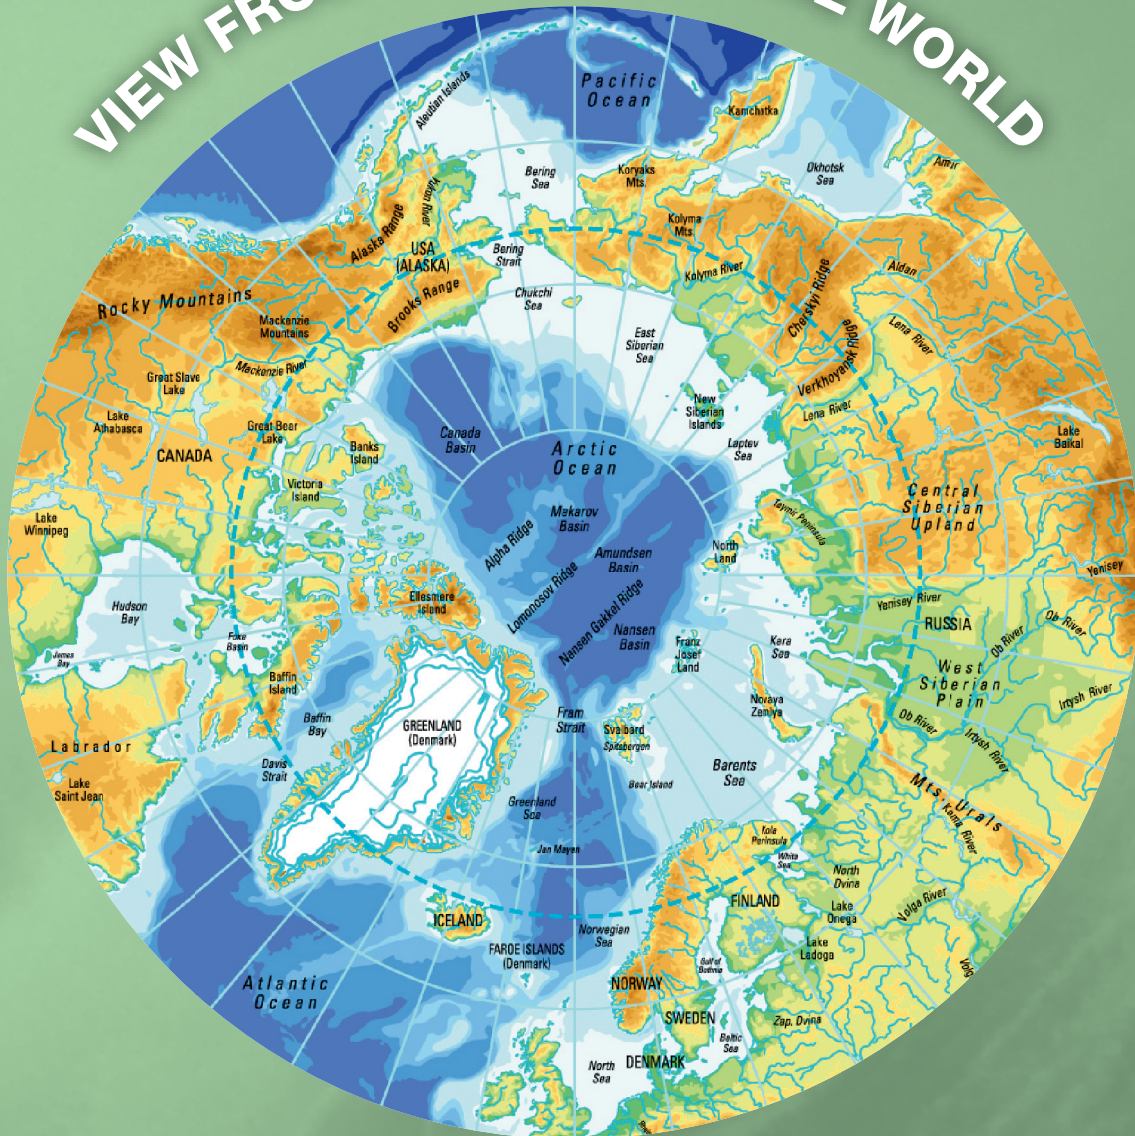 VIEW FRO
E WORLD
Pacific
Ocean
Aleutian Islands
Kamchatka
Okhotsk
Sea
Amur
Bering
Sea
Koryaks
Mts.
Yukon River
Alaska Range
USA
(ALASKA)
Kolyma
Mts.
Bering
Strait
Kolyma River
Cherskyi Ridge
Aldan
Rocky Mountains
Brooks Range
Chukchi
Sea
Mackenzie
Mountains
East
Siberian
Sea
Verkhoyansk Ridge
Lena River
Mackenzie River
Great Slave
Lake
New
Siberian
Islands
Lena River
Lake
Athabasca
Great Bear
Lake
Canada
Basin
Banks
Island
Arctic
Ocean
Laptev
Sea
Lake
Baikal
CANADA
Victoria
Island
Central
Siberian
Upland
Lake
Winnipeg
Makarov
Basin
Taymir Peninsula
Alpha Ridge
Amundsen
Basin
North
Land
Yenisey
Ellesmere
Island
Lomonosov Ridge
Nansen Gakkel Ridge
Yenisey River
Hudson
Bay
RUSSIA
Ob River
Ob River
Foxe
Basin
Nansen
Basin
Franz
Josef
Land
Kara
Sea
James
Bay
Baffin
Island
West
Siberian
Plain
Irtysh River
Novaya
Zemlya
Baffin
Bay
GREENLAND
(Denmark)
Fram
Strait
Svalbard
Spitsbergen
Ob River
Irtysh River
Labrador
Davis
Strait
Barents
Sea
Bear Island
Lake
Saint Jean
Mts. Urals
Kama River
Greenland
Sea
Jan Mayen
Kola
Peninsula
White
Sea
North
Dvina
FINLAND
Lake
Onega
Volga River
ICELAND
Norwegian
Sea
FAROE ISLANDS
(Denmark)
Lake
Ladoga
Gulf of
Bothnia
Volg
Atlantic
Ocean
NORWAY
SWEDEN
Zap. Dvina
Baltic
Sea
North
Sea
DENMARK